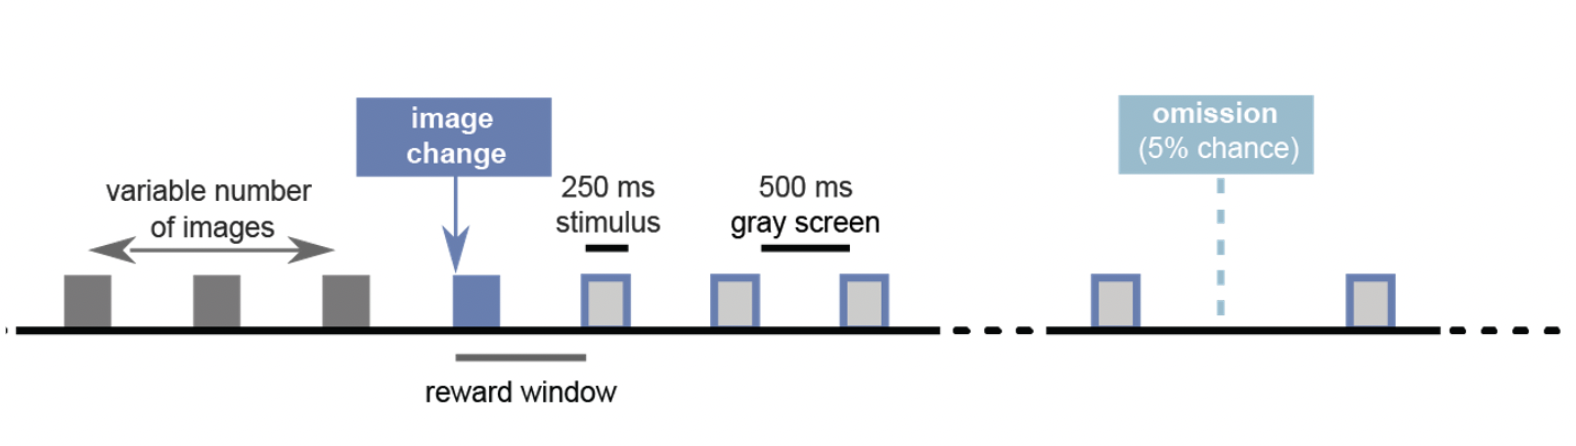 variable number
of images
image
change
250 ms
stimulus
500 ms
gray screen
omission
(5% chance)
reward window